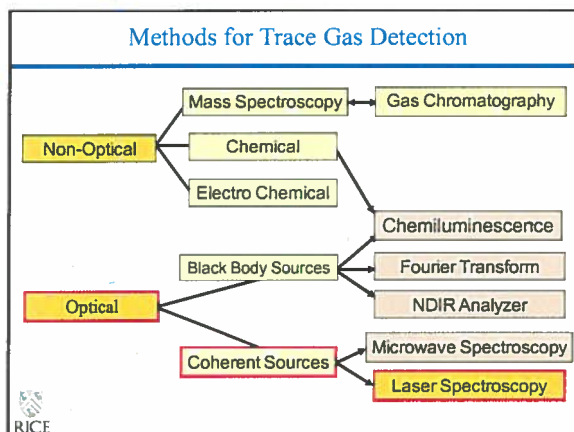 Methods for Trace Gas Detection
Mass Spectroscopy
Gas Chromatography
Non-Optical
Chemical
Electro Chemical
Chemiluminescence
Black Body Sources
Fourier Transform
Optical
NDIR Analyzer
Microwave Spectroscopy
Coherent Sources
Laser Spectroscopy
RICE